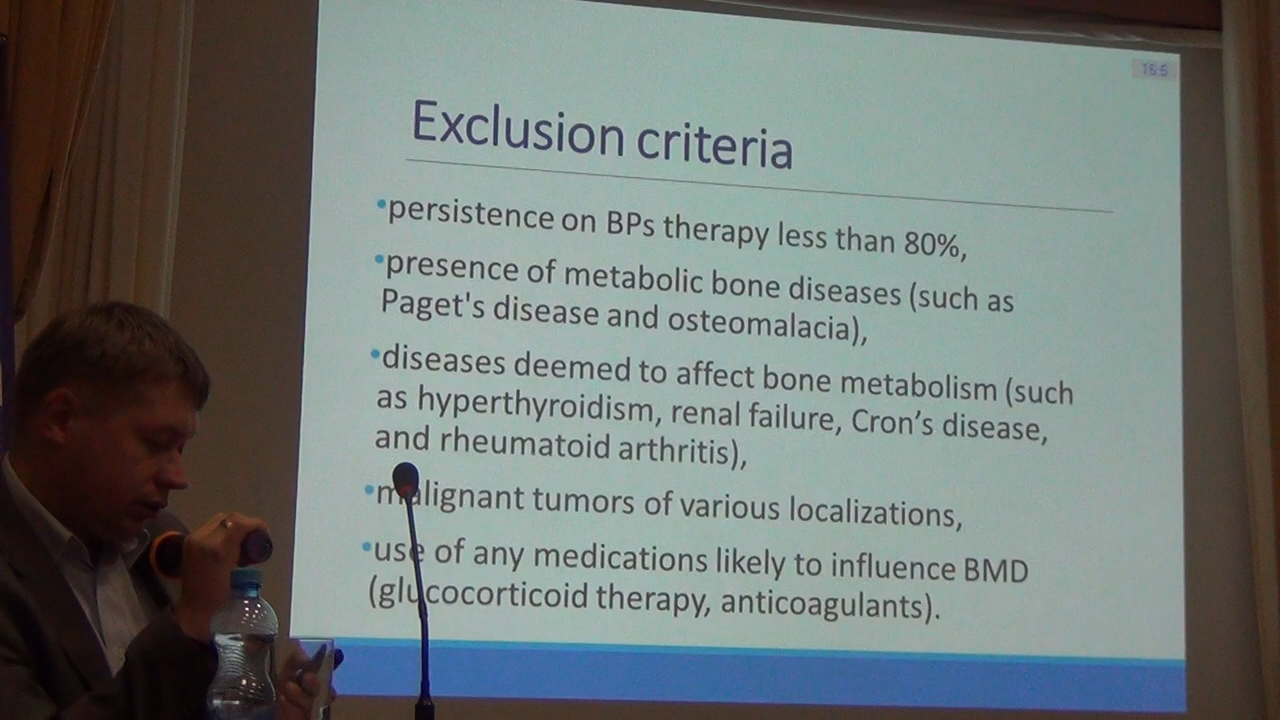 16:5
Exclusion criteria
•persistence on BPs therapy less than 80%,
•presence of metabolic bone diseases (such as
Paget's disease and osteomalacia),
•diseases deemed to affect bone metabolism (such
as hyperthyroidism, renal failure, Cron’s disease,
and rheumatoid arthritis),
•malignant tumors of various localizations,
•use of any medications likely to influence BMD
(glucocorticoid therapy, anticoagulants).